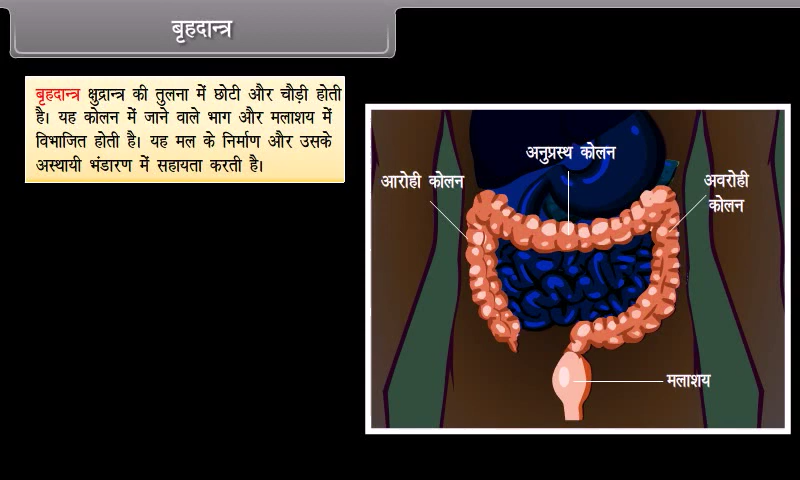 बृहदान्त्र
बृहदान्त्र क्षुद्रान्त्र की तुलना में छोटी और चौड़ी होती
है। यह कोलन में जाने वाले भाग और मलाशय में
विभाजित होती है। यह मल के निर्माण और उसके
अस्थायी भंडारण में सहायता करती है।
अनुप्रस्थ कोलन
आरोही कोलन
अवरोही
कोलन
मलाशय